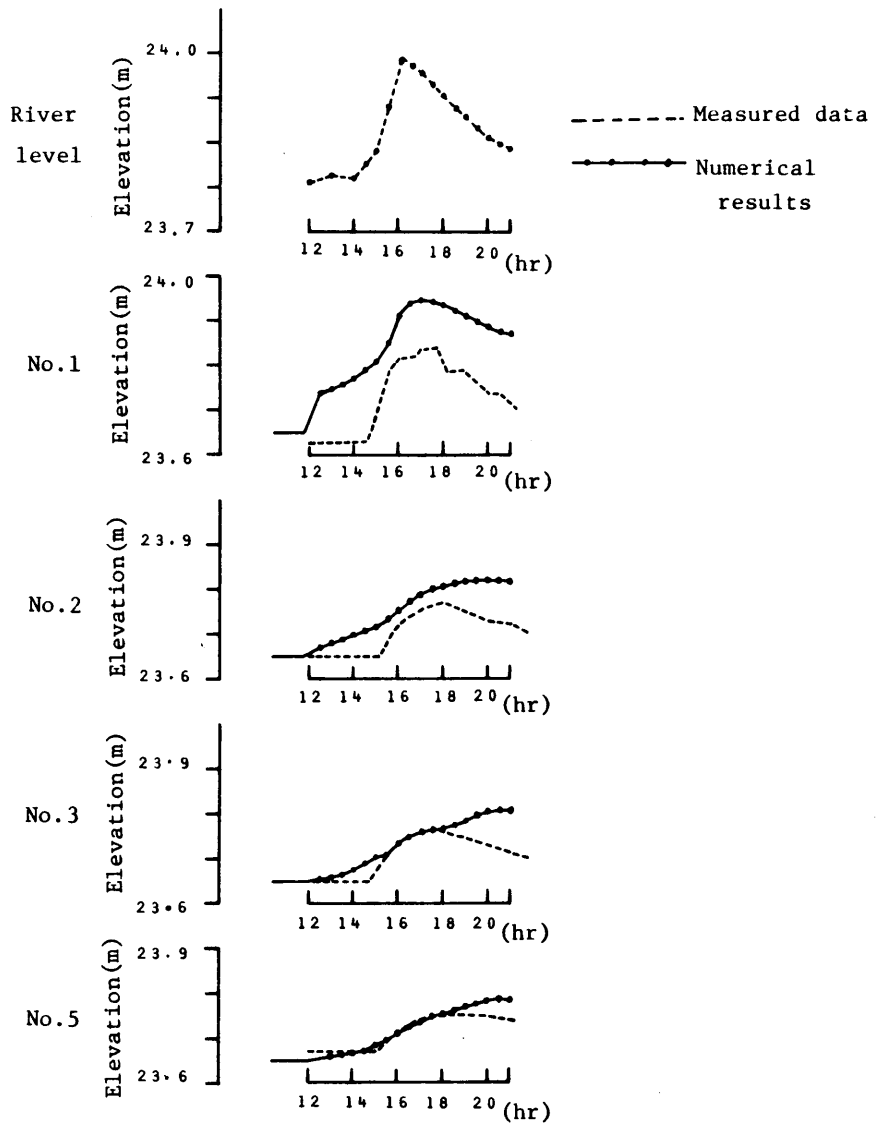 24.0
River
level
Elevation(m)
23.7
12 14 16 18 20 (hr)
Measured data
Numerical
results
24.0
No.1
Elevation(m)
23.6
12 14 16 18 20 (hr)
23.9
No.2
Elevation(m)
23.6
12 14 16 18 20 (hr)
23.9
No.3
Elevation(m)
23.6
12 14 16 18 20 (hr)
23.9
No.5
Elevation(m)
23.6
12 14 16 18 20 (hr)